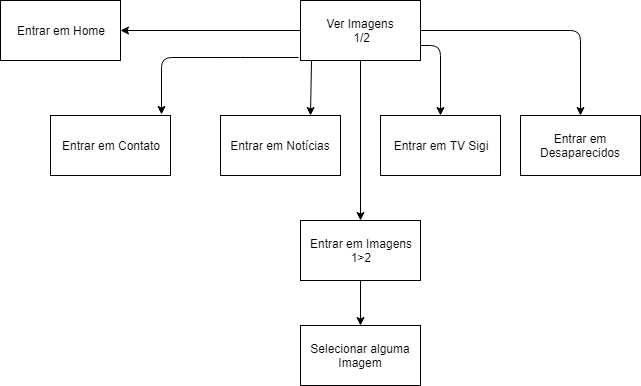 Entrar em Home
Ver Imagens
1/2
Entrar em Contato
Entrar em Notícias
Entrar em TV Sigi
Entrar em
Desaparecidos
Entrar em Imagens
1>2
Selecionar alguma
Imagem